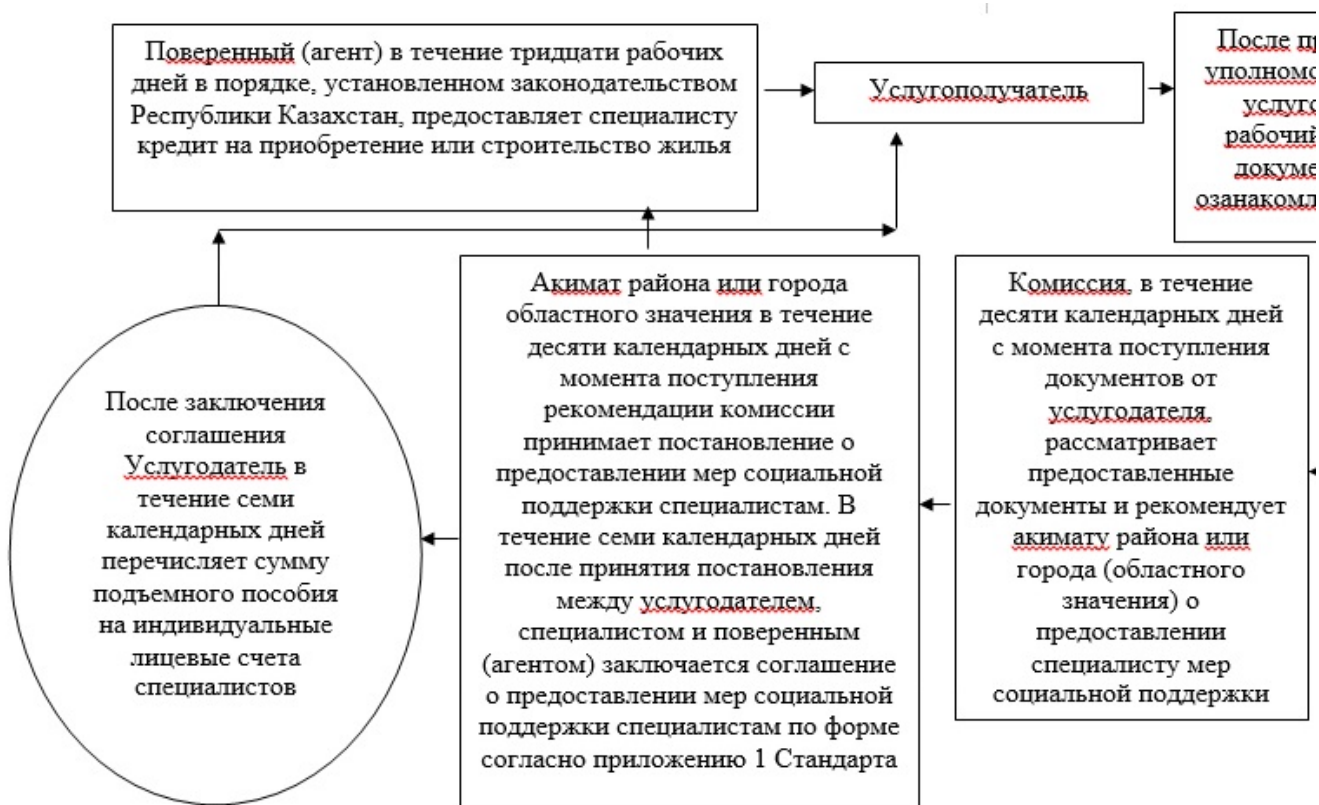 Поверенный (агент) в течение тридцати рабочих
дней в порядке, установленном законодательством
Республики Казахстан, предоставляет специалисту
кредит на приобретение или строительство жилья
Услугополучатель
После
рабочий
Акимат района или города
областного значения в течение
десяти календарных дней с
момента поступления
рекомендации комиссии
принимает постановление о
предоставлении мер социальной
поддержки специалистам. В
течение семи календарных дней
после принятия постановления
между услугодателем,
специалистом и поверенным
(агентом) заключается соглашение
о предоставлении мер социальной
поддержки специалистам по форме
согласно приложению 1 Стандарта
Комиссия, в течение
десяти календарных дней
с момента поступления
документов от
услугодателя,
рассматривает
предоставленные
документы и рекомендует
акимату района или
города (областного
значения) о
предоставлении
специалисту мер
социальной поддержки
После заключения
соглашения
Услугодатель в
течение семи
календарных дней
перечисляет сумму
подъемного пособия
на индивидуальные
лицевые счета
специалистов